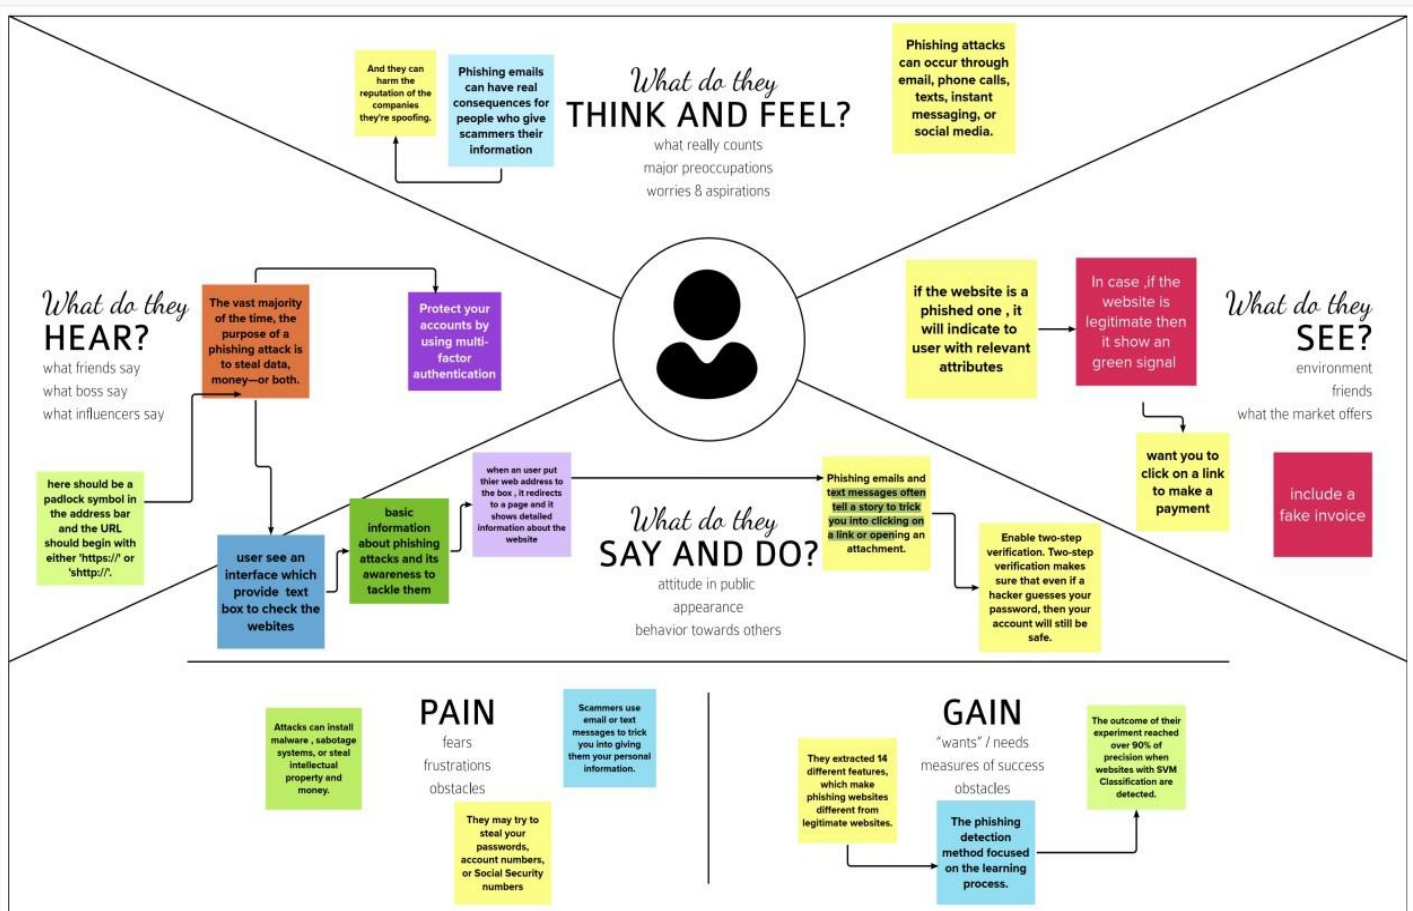 And they can
harm the
reputation of the
companies
they're spoofing.
Phishing emails
can have real
consequences for
people who give
scammers their
information
What do they
THINK AND FEEL?
what really counts
major preoccupations
worries & aspirations
Phishing attacks
can occur through
email, phone calls,
texts, instant
messaging, or
social media.
What do they
HEAR?
what friends say
what boss say
what influencers say
The vast majority
of the time, the
purpose of a
phishing attack is
to steal data,
money—or both.
Protect your
accounts by
using multi-
factor
authentication
here should be a
padlock symbol in
the address bar
and the URL
should begin with
either 'https://' or
'shttp://'.
if the website is a
phished one , it
will indicate to
user with relevant
attributes
In case ,if the
website is
legitimate then
it show an
green signal
What do they
SEE?
environment
friends
what the market offers
want you to
click on a link
to make a
payment
include a
fake invoice
user see an
interface which
provide text
box to check the
webites
basic
information
about phishing
attacks and its
awareness to
tackle them
when an user put
thier web address to
the box , it redirects
to a page and it
shows detailed
information about the
website
What do they
SAY AND DO?
attitude in public
appearance
behavior towards others
Phishing emails and
text messages often
tell a story to trick
you into clicking on
a link or opening an
attachment.
Enable two-step
verification. Two-step
verification makes
sure that even if a
hacker guesses your
password, then your
account will still be
safe.
PAIN
fears
frustrations
obstacles
Attacks can install
malware , sabotage
systems, or steal
intellectual
property and
money.
Scammers use
email or text
messages to trick
you into giving
them your personal
information.
They may try to
steal your
passwords,
account numbers,
or Social Security
numbers
GAIN
"wants" / needs
measures of success
obstacles
They extracted 14
different features,
which make
phishing websites
different from
legitimate websites.
The phishing
detection
method focused
on the learning
process.
The outcome of their
experiment reached
over 90% of
precision when
websites with SVM
Classification are
detected.